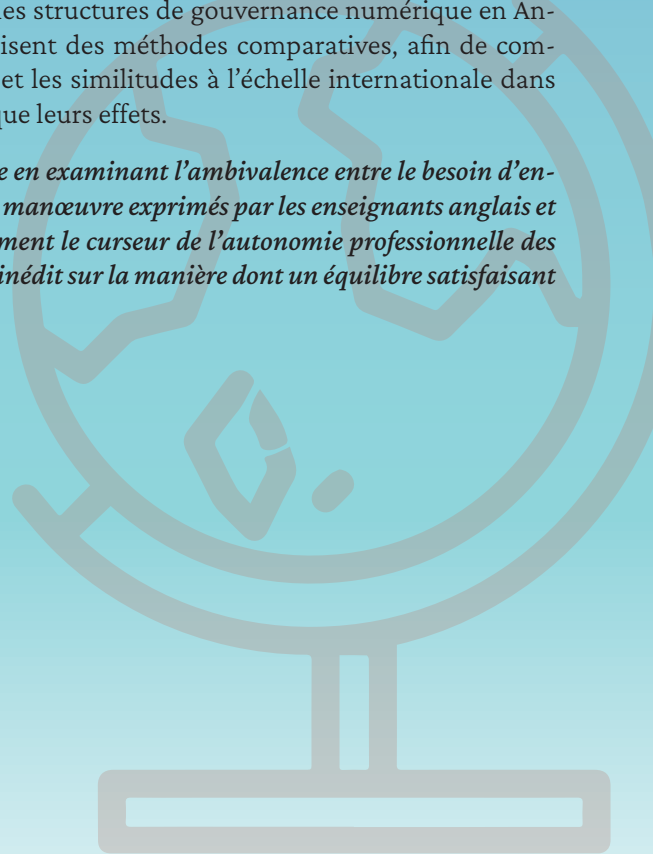 les structures de gouvernance numérique en An-
isent des méthodes comparatives, afin de com-
et les similitudes à l’échelle internationale dans
que leurs effets.
e en examinant l’ambivalence entre le besoin d’en-
manœuvre exprimés par les enseignants anglais et
ment le curseur de l’autonomie professionnelle des
inédit sur la manière dont un équilibre satisfaisant